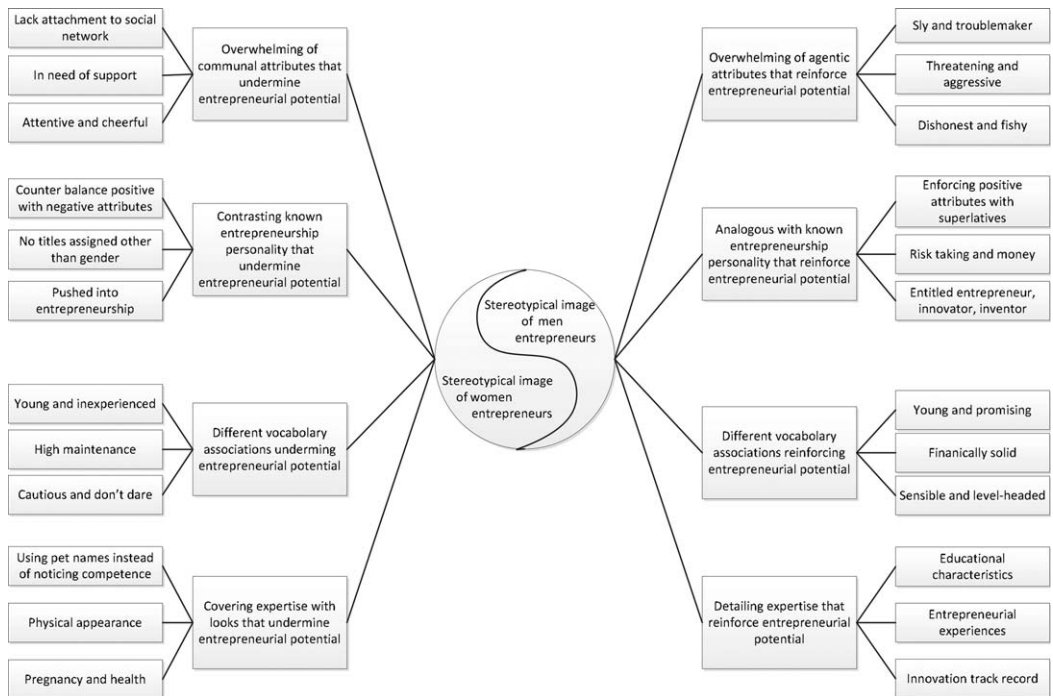 Lack attachment to social
network
In need of support
Attentive and cheerful
Overwhelming of
communal attributes that
undermine
entrepreneurial potential
Counter balance positive
with negative attributes
No titles assigned other
than gender
Pushed into
entrepreneurship
Contrasting known
entrepreneurship
personality that
undermine
entrepreneurial potential
Young and inexperienced
High maintenance
Cautious and don't dare
Different vocabolary
associations underming
entrepreneurial potential
Using pet names instead
of noticing competence
Physical appearance
Pregnancy and health
Covering expertise with
looks that undermine
entrepreneurial potential
Stereotypical image
of men
entrepreneurs
Stereotypical image
of women
entrepreneurs
Overwhelming of agentic
attributes that reinforce
entrepreneurial potential
Sly and troublemaker
Threatening and
aggressive
Dishonest and fishy
Analogous with known
entrepreneurship
personality that reinforce
entrepreneurial potential
Enforcing positive
attributes with
superlatives
Risk taking and money
Entitled entrepreneur,
innovator, inventor
Different vocabolary
associations reinforcing
entrepreneurial potential
Young and promising
Finanically solid
Sensible and level-headed
Detailing expertise that
reinforce entrepreneurial
potential
Educational
characteristics
Entrepreneurial
experiences
Innovation track record